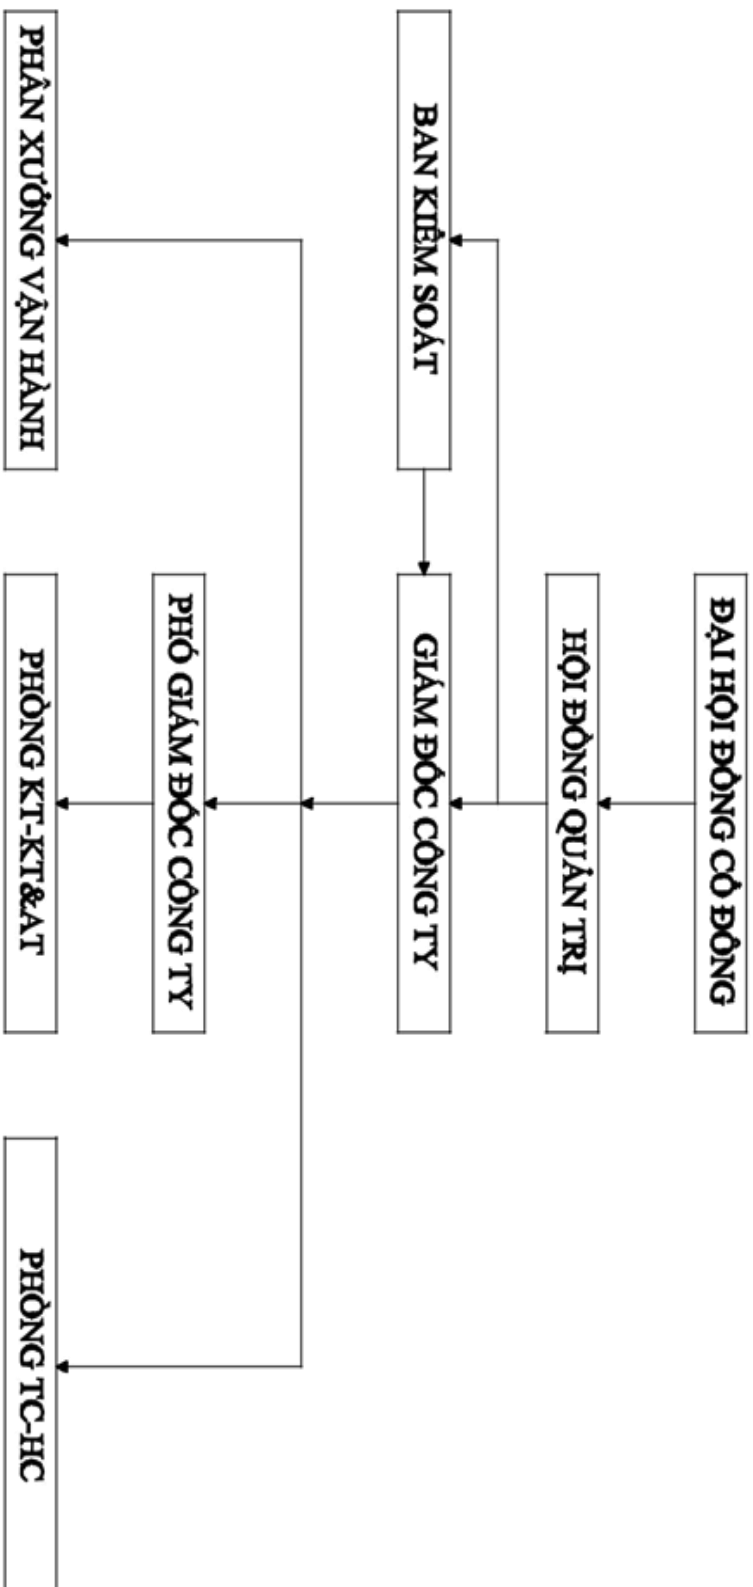 ĐẠI HỘI ĐỒNG CỔ ĐÔNG
HỘI ĐỒNG QUẢN TRỊ
BAN KIỂM SOÁT
GIÁM ĐỐC CÔNG TY
PHÓ GIÁM ĐỐC CÔNG TY
PHÂN XƯỞNG VẬN HÀNH
PHÒNG KT-KT&AT
PHÒNG TC-HC